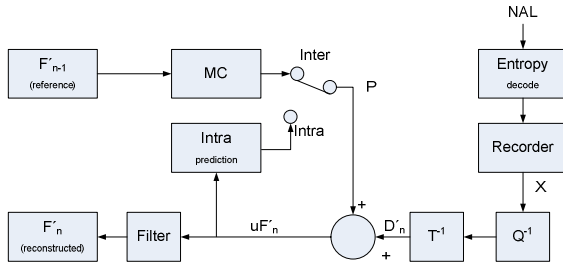 NAL
F´n-1
(reference)
MC
Inter
P
Entropy
decode
Intra
prediction
Intra
Recorder
X
+
F´n
(reconstructed)
Filter
uF´n
D´n
+
T-1
Q-1